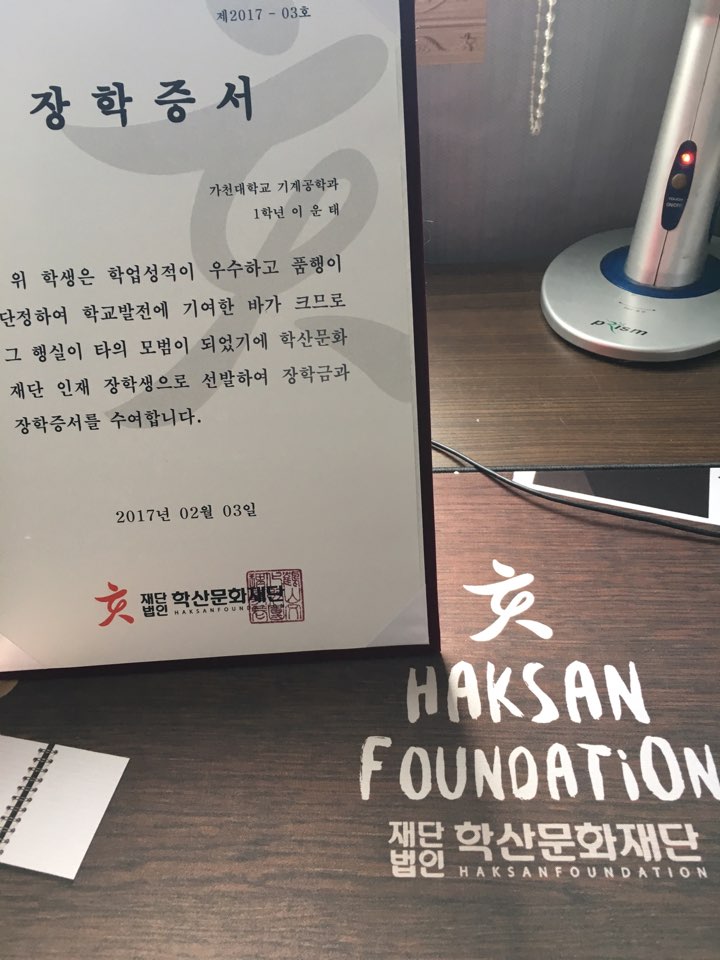 제2017 - 03호
장학증서
가천대학교 기계공학과
1학년 이 운 태
위 학생은 학업성적이 우수하고 품행이
단정하여 학교발전에 기여한 바가 크므로
그 행실이 타의 모범이 되었기에 학산문화
재단 인재 장학생으로 선발하여 장학금과
장학증서를 수여합니다.
2017년 02월 03일
재단법인 학산문화재단
prism
亥
HAKSAN
FOUNDATiON
재단법인 학산문화재단
HAKSANFOUNDATION